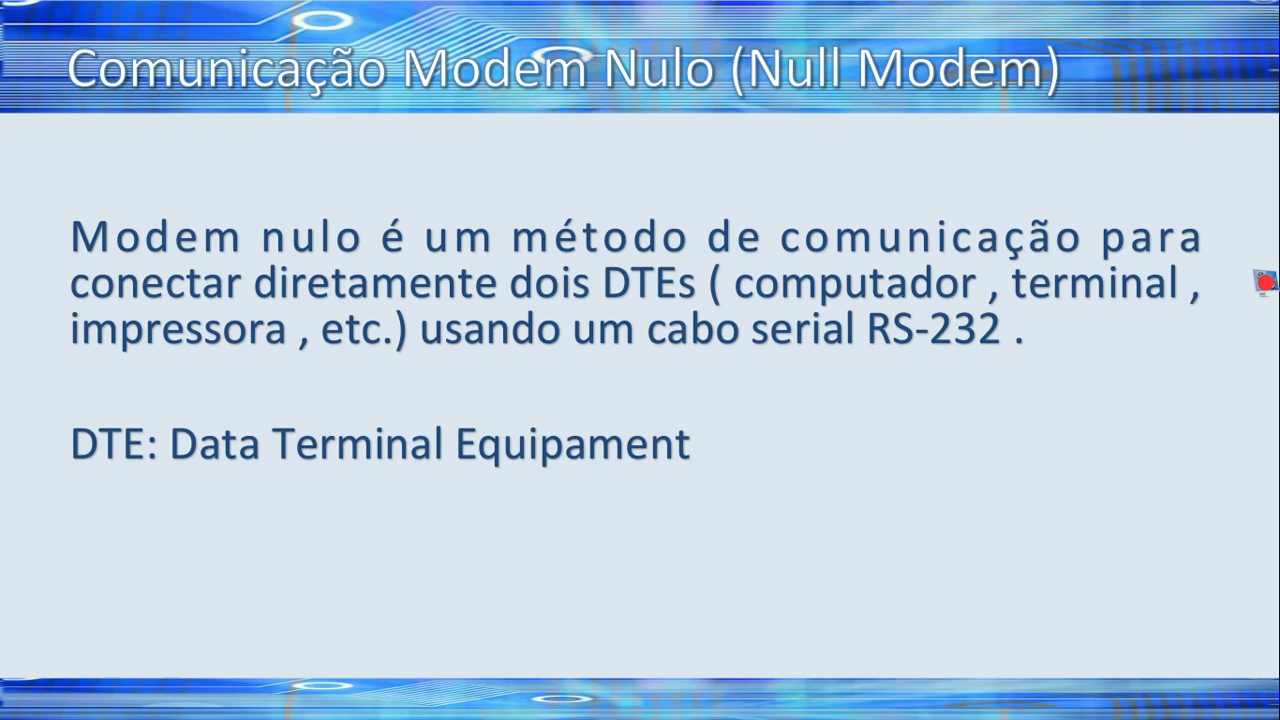 Comunicação Modem Nulo (Null Modem)
Modem nulo é um método de comunicação para
conectar diretamente dois DTEs ( computador , terminal ,
impressora , etc.) usando um cabo serial RS-232 .
DTE: Data Terminal Equipament